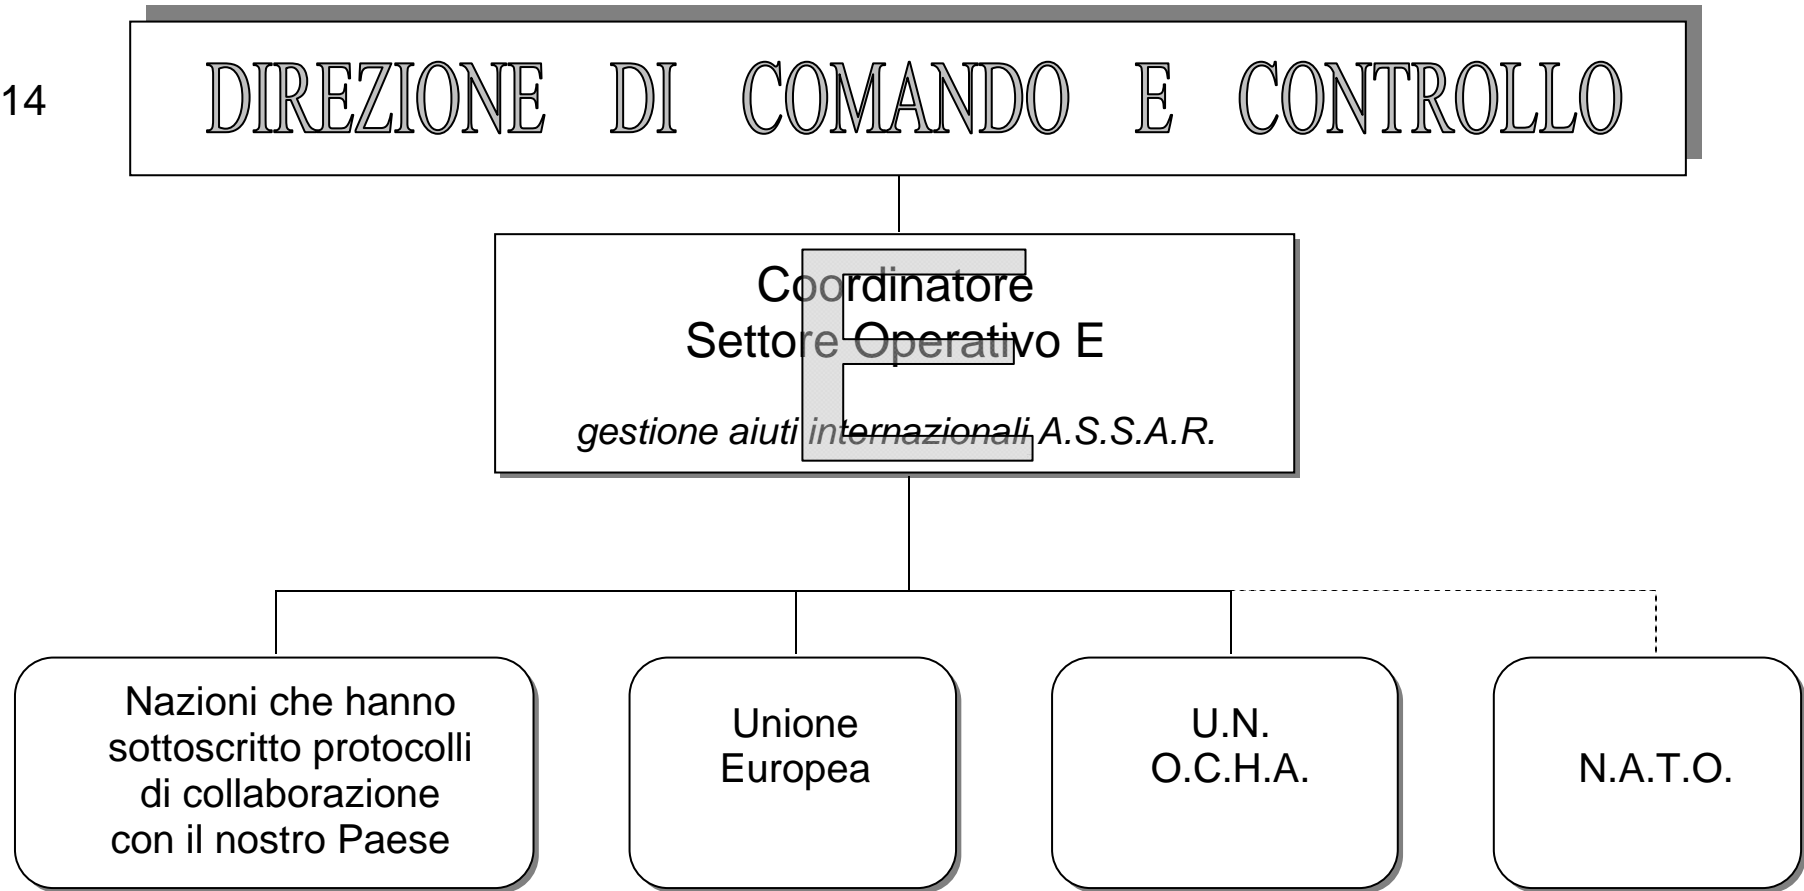 14
DIREZIONE DI COMANDO E CONTROLLO
Coordinatore
Settore Operativo E
gestione aiuti internazionali A.S.S.A.R.
E
Nazioni che hanno
sottoscritto protocolli
di collaborazione
con il nostro Paese
Unione
Europea
U.N.
O.C.H.A.
N.A.T.O.